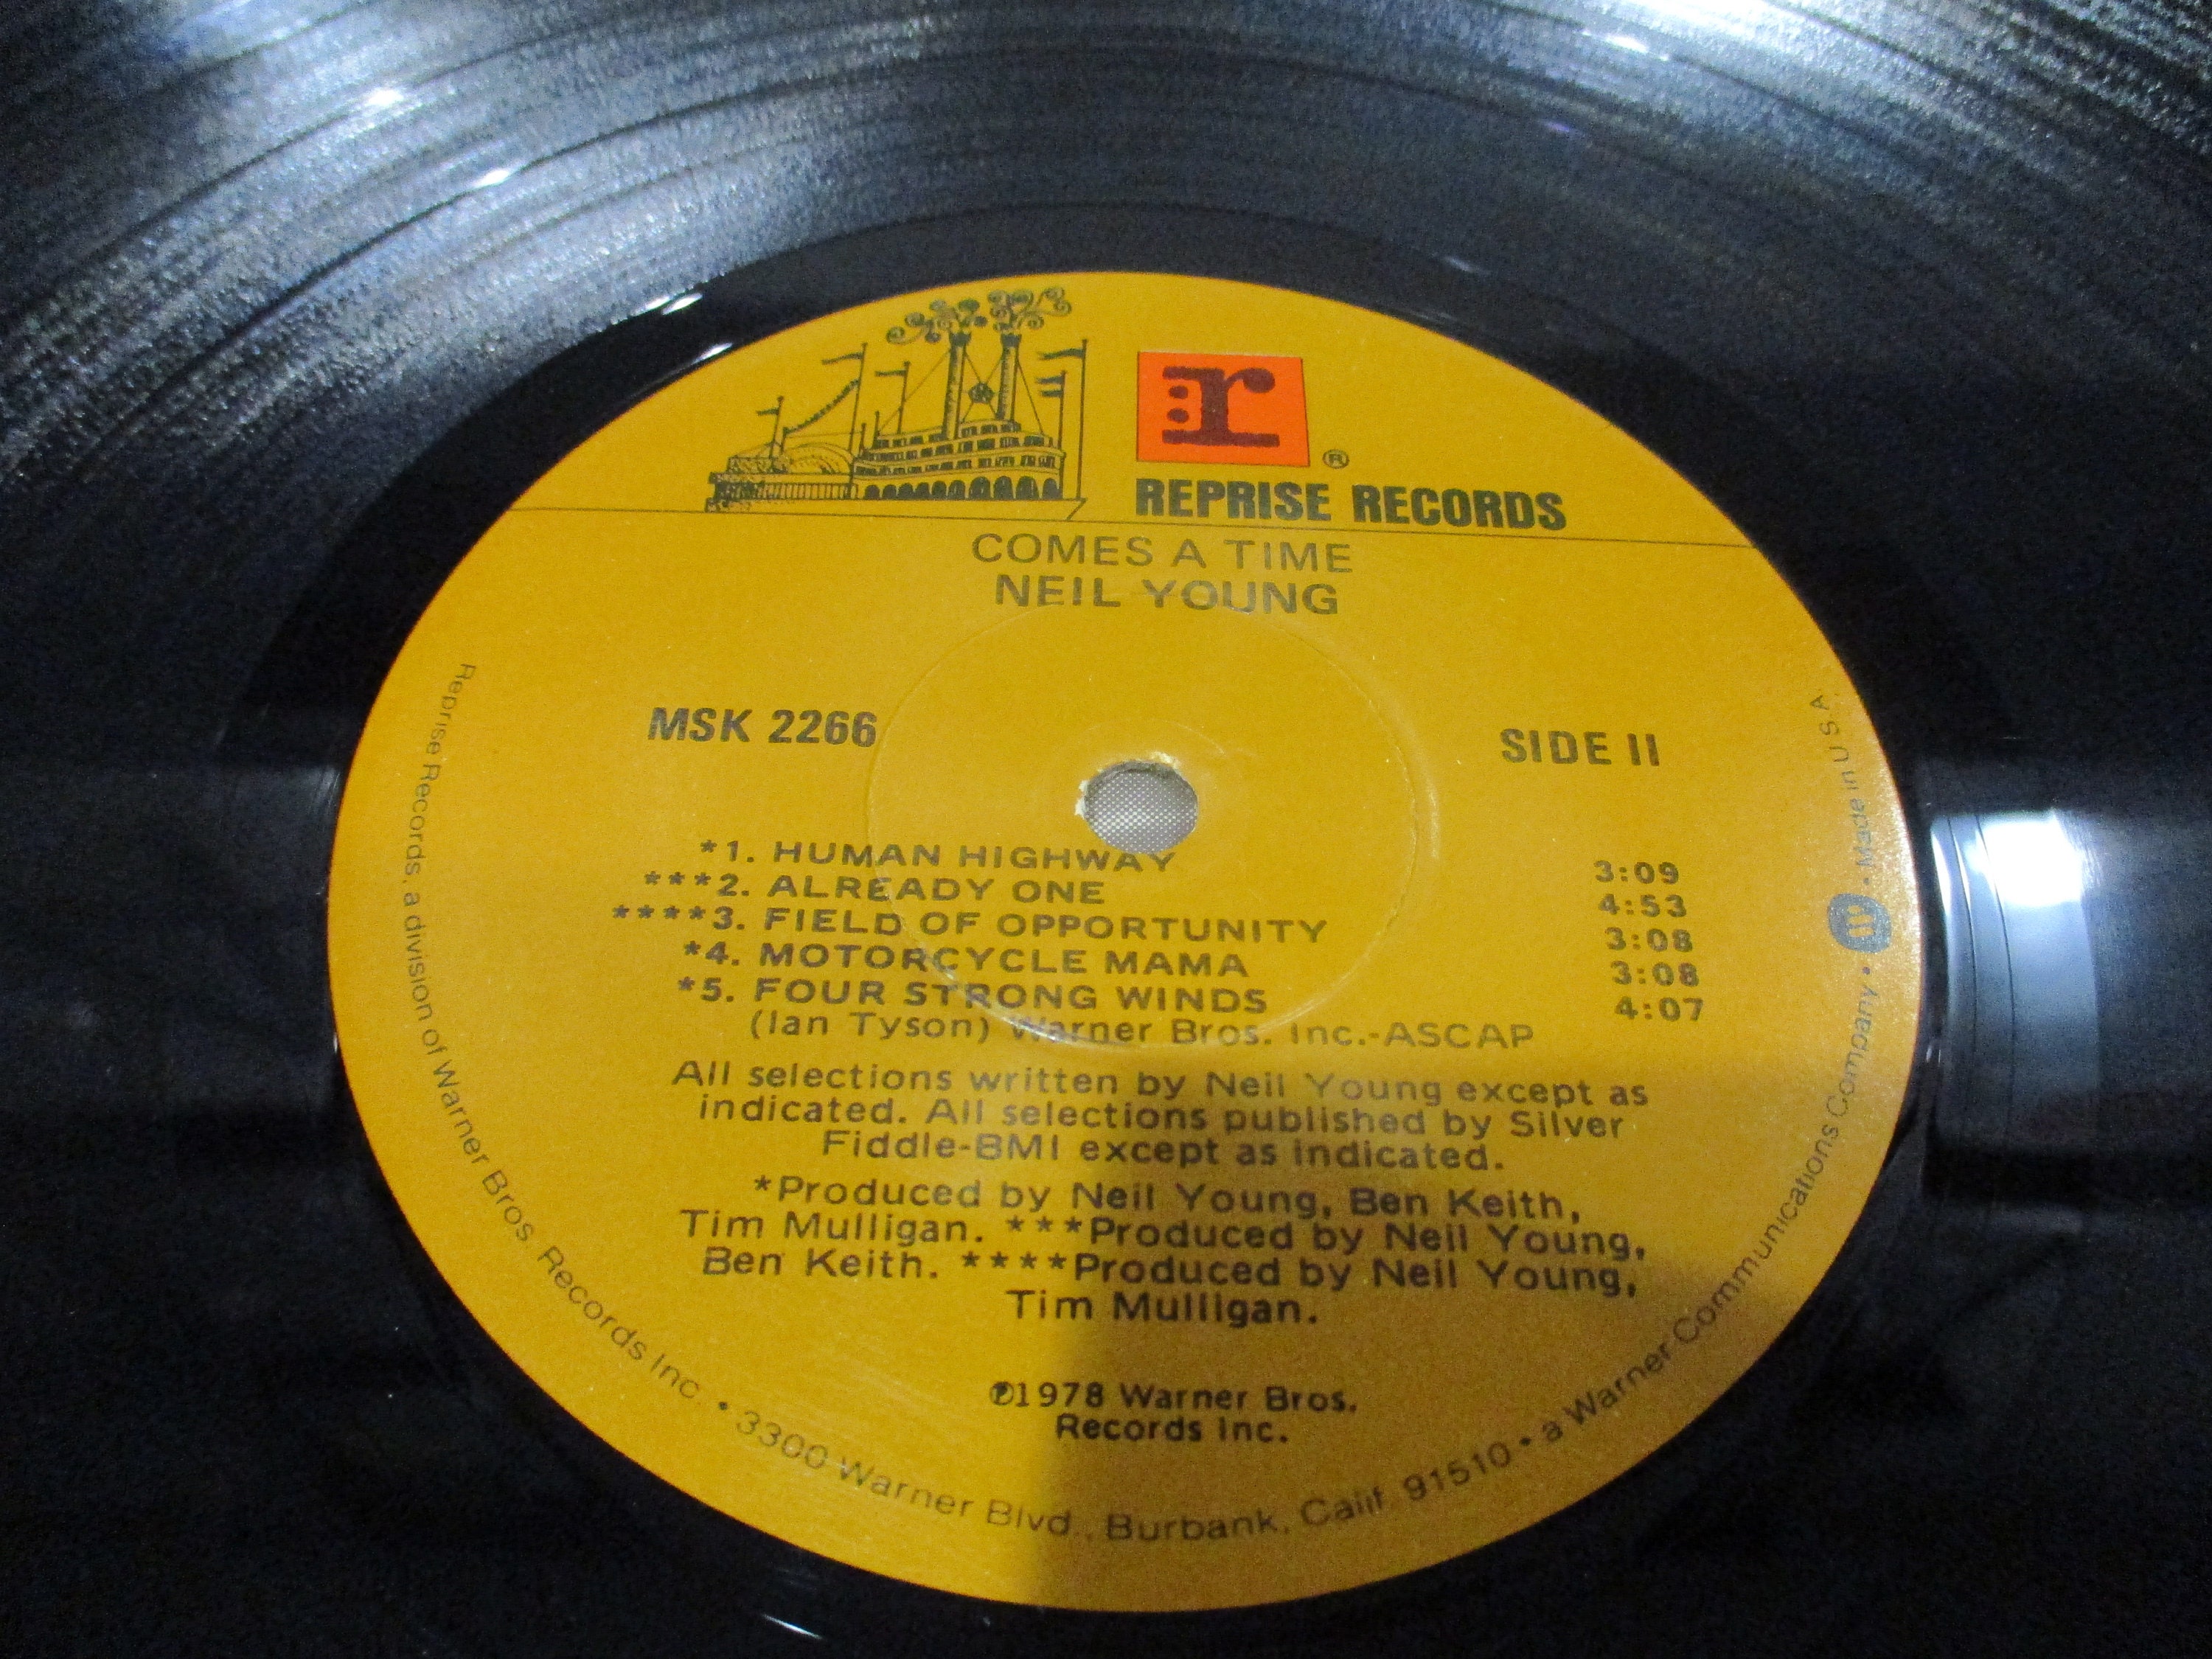 r
®
REPRISE RECORDS
COMES A TIME
NEIL YOUNG
MSK 2266
SIDE II
*1. HUMAN HIGHWAY 3:09
***2. ALREADY ONE 4:53
****3. FIELD OF OPPORTUNITY 3:08
*4. MOTORCYCLE MAMA 3:08
*5. FOUR STRONG WINDS 4:07
(Ian Tyson) Warner Bros. Inc.-ASCAP
All selections written by Neil Young except as
indicated. All selections published by Silver
Fiddle-BMI except as indicated.
*Produced by Neil Young, Ben Keith,
Tim Mulligan. ***Produced by Neil Young,
Ben Keith. ****Produced by Neil Young,
Tim Mulligan.
℗1978 Warner Bros.
Records Inc.
Reprise Records, a division of Warner Bros. Records Inc. • 3300 Warner Blvd., Burbank, Calif. 91510 • a Warner Communications Company • W • Made in U.S.A.